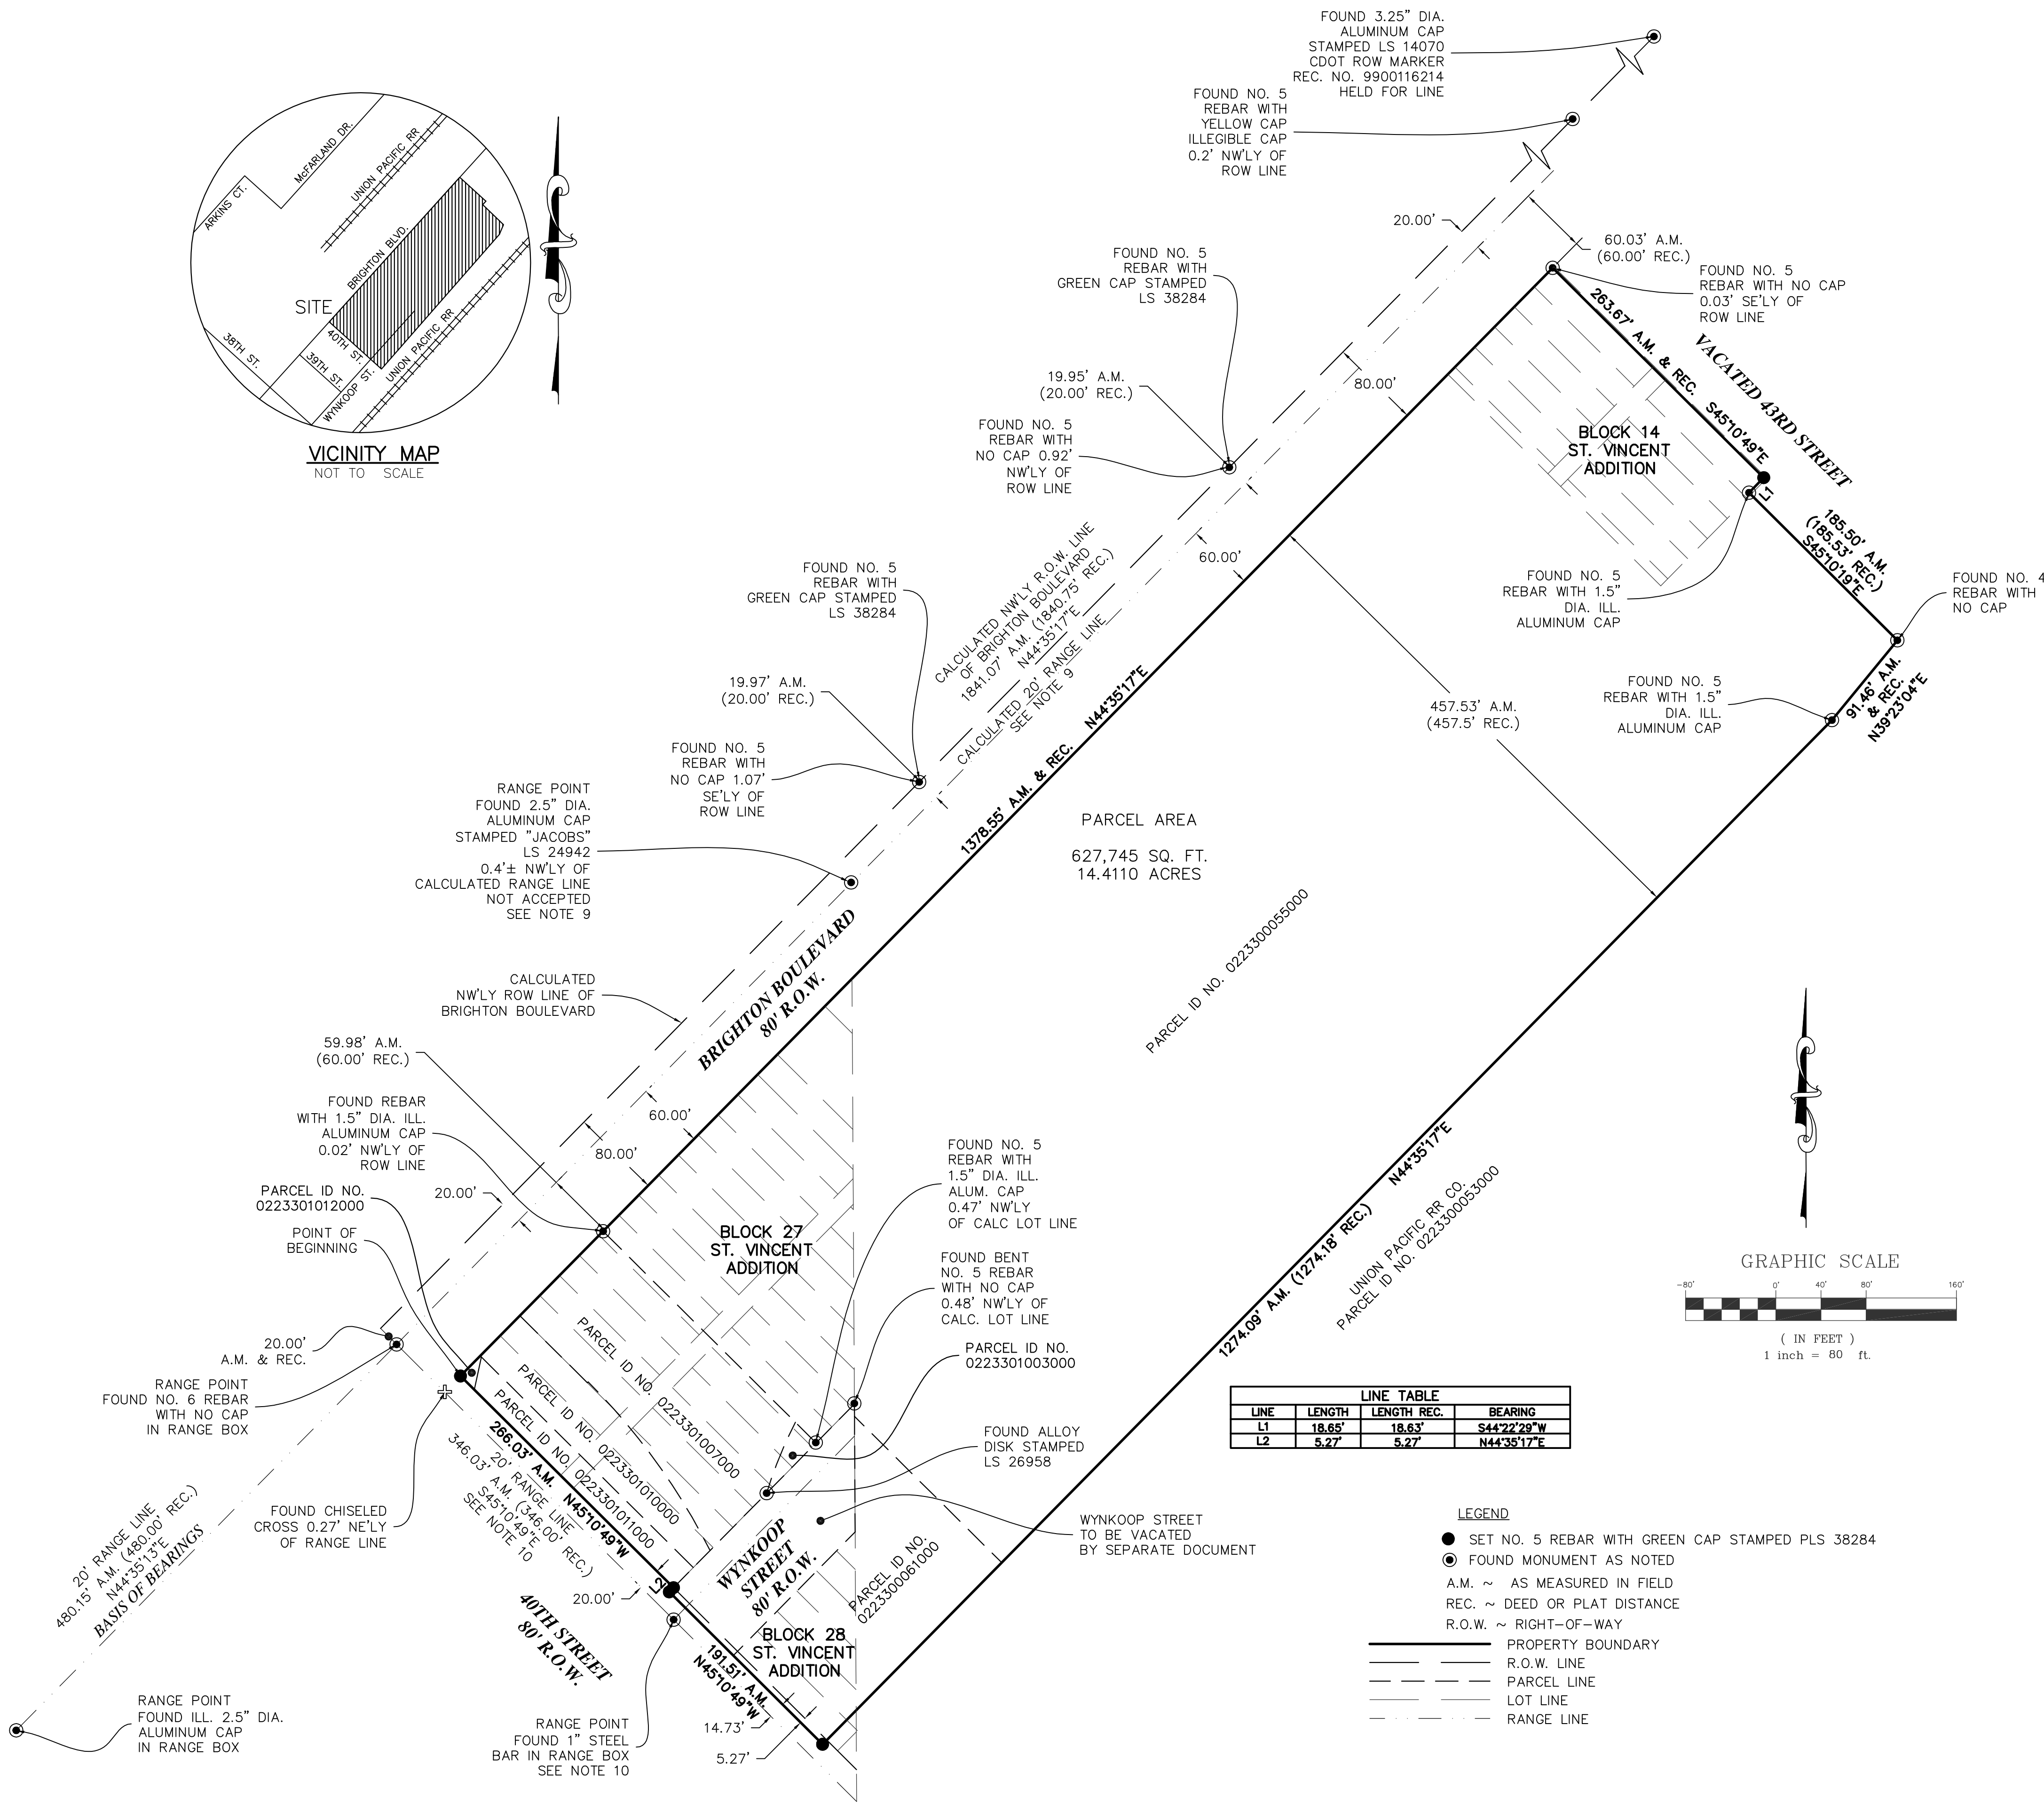 FOUND 3.25" DIA.
ALUMINUM CAP
STAMPED LS 14070
CDOT ROW MARKER
REC. NO. 9900116214
HELD FOR LINE
FOUND NO. 5
REBAR WITH
YELLOW CAP
ILLEGIBLE CAP
0.2' NW'LY OF
ROW LINE
ARKINS CT.
McFARLAND DR.
UNION PACIFIC RR
BRIGHTON BLVD.
SITE
38TH ST.
39TH ST.
40TH ST.
WYNKOOP ST.
UNION PACIFIC RR
VICINITY MAP
NOT TO SCALE
20.00'
60.03' A.M.
(60.00' REC.)
FOUND NO. 5
REBAR WITH NO CAP
0.03' SE'LY OF
ROW LINE
FOUND NO. 5
REBAR WITH
GREEN CAP STAMPED
LS 38284
263.67' A.M. & REC. S45°10'49"E
VACATED 43RD STREET
80.00'
19.95' A.M.
(20.00' REC.)
FOUND NO. 5
REBAR WITH
NO CAP 0.92'
NW'LY OF
ROW LINE
BLOCK 14
ST. VINCENT
ADDITION
L1
185.50' A.M.
(185.53' REC.)
S45°10'19"E
60.00'
CALCULATED NW'LY R.O.W. LINE
OF BRIGHTON BOULEVARD
1841.07' A.M. (1840.75' REC.)
N44°35'17"E
CALCULATED 20' RANGE LINE
SEE NOTE 9
FOUND NO. 5
REBAR WITH
GREEN CAP STAMPED
LS 38284
FOUND NO. 5
REBAR WITH 1.5"
DIA. ILL.
ALUMINUM CAP
FOUND NO. 4
REBAR WITH
NO CAP
19.97' A.M.
(20.00' REC.)
FOUND NO. 5
REBAR WITH
NO CAP 1.07'
SE'LY OF
ROW LINE
1378.55' A.M. & REC. N44°35'17"E
457.53' A.M.
(457.5' REC.)
FOUND NO. 5
REBAR WITH 1.5"
DIA. ILL.
ALUMINUM CAP
91.46' A.M.
& REC.
N39°23'04"E
RANGE POINT
FOUND 2.5" DIA.
ALUMINUM CAP
STAMPED "JACOBS"
LS 24942
0.4'± NW'LY OF
CALCULATED RANGE LINE
NOT ACCEPTED
SEE NOTE 9
PARCEL AREA
627,745 SQ. FT.
14.4110 ACRES
PARCEL ID NO. 0223300055000
CALCULATED
NW'LY ROW LINE OF
BRIGHTON BOULEVARD
BRIGHTON BOULEVARD
80' R.O.W.
59.98' A.M.
(60.00' REC.)
FOUND REBAR
WITH 1.5" DIA. ILL.
ALUMINUM CAP
0.02' NW'LY OF
ROW LINE
60.00'
80.00'
20.00'
PARCEL ID NO.
0223301012000
POINT OF
BEGINNING
BLOCK 27
ST. VINCENT
ADDITION
FOUND NO. 5
REBAR WITH
1.5" DIA. ILL.
ALUM. CAP
0.47' NW'LY
OF CALC LOT LINE
FOUND BENT
NO. 5 REBAR
WITH NO CAP
0.48' NW'LY OF
CALC. LOT LINE
PARCEL ID NO.
0223301003000
FOUND ALLOY
DISK STAMPED
LS 26958
WYNKOOP STREET
TO BE VACATED
BY SEPARATE DOCUMENT
1274.09' A.M. (1274.18' REC.) N44°35'17"E
UNION PACIFIC RR CO.
PARCEL ID NO. 0223300053000
GRAPHIC SCALE
-80' 0' 40' 80' 160'
( IN FEET )
1 inch = 80 ft.
LINE TABLE
LINE LENGTH LENGTH REC. BEARING
L1 18.65' 18.63' S44°22'29"W
L2 5.27' 5.27' N44°35'17"E
20.00'
A.M. & REC.
RANGE POINT
FOUND NO. 6 REBAR
WITH NO CAP
IN RANGE BOX
FOUND CHISELED
CROSS 0.27' NE'LY
OF RANGE LINE
PARCEL ID NO. 0223301007000
PARCEL ID NO. 0223301010000
PARCEL ID NO. 0223301011000
266.03' A.M. N45°10'49"W
20' RANGE LINE
346.03' A.M. (346.00' REC.)
S45°10'49"E
SEE NOTE 10
20' RANGE LINE
480.15' A.M. (480.00' REC.)
N44°35'13"E
BASIS OF BEARINGS
L2
20.00'
40TH STREET
80' R.O.W.
WYNKOOP
STREET
80' R.O.W.
PARCEL ID NO.
0223300061000
BLOCK 28
ST. VINCENT
ADDITION
191.51' A.M.
N45°10'49"W
14.73'
5.27'
RANGE POINT
FOUND ILL. 2.5" DIA.
ALUMINUM CAP
IN RANGE BOX
RANGE POINT
FOUND 1" STEEL
BAR IN RANGE BOX
SEE NOTE 10
LEGEND
SET NO. 5 REBAR WITH GREEN CAP STAMPED PLS 38284
FOUND MONUMENT AS NOTED
A.M. ~ AS MEASURED IN FIELD
REC. ~ DEED OR PLAT DISTANCE
R.O.W. ~ RIGHT-OF-WAY
PROPERTY BOUNDARY
R.O.W. LINE
PARCEL LINE
LOT LINE
RANGE LINE